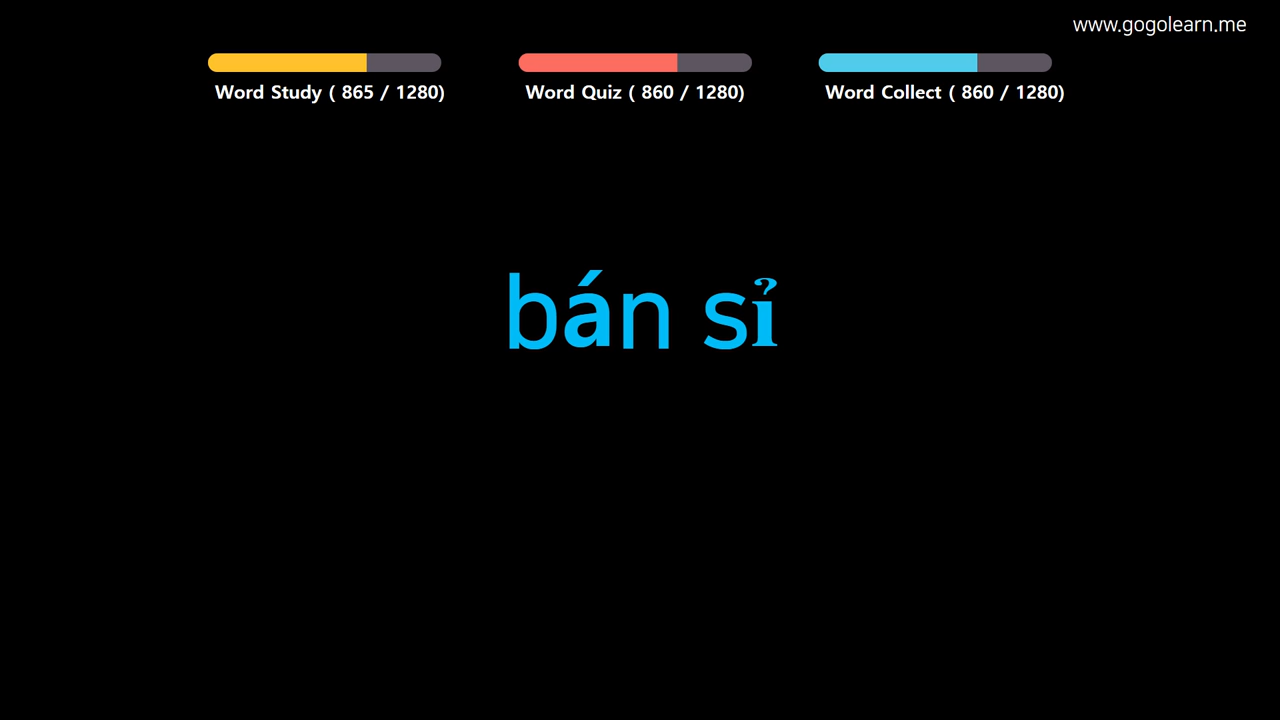 www.gogolearn.me
Word Study ( 865 / 1280)
Word Quiz ( 860 / 1280)
Word Collect ( 860 / 1280)
bán sỉ